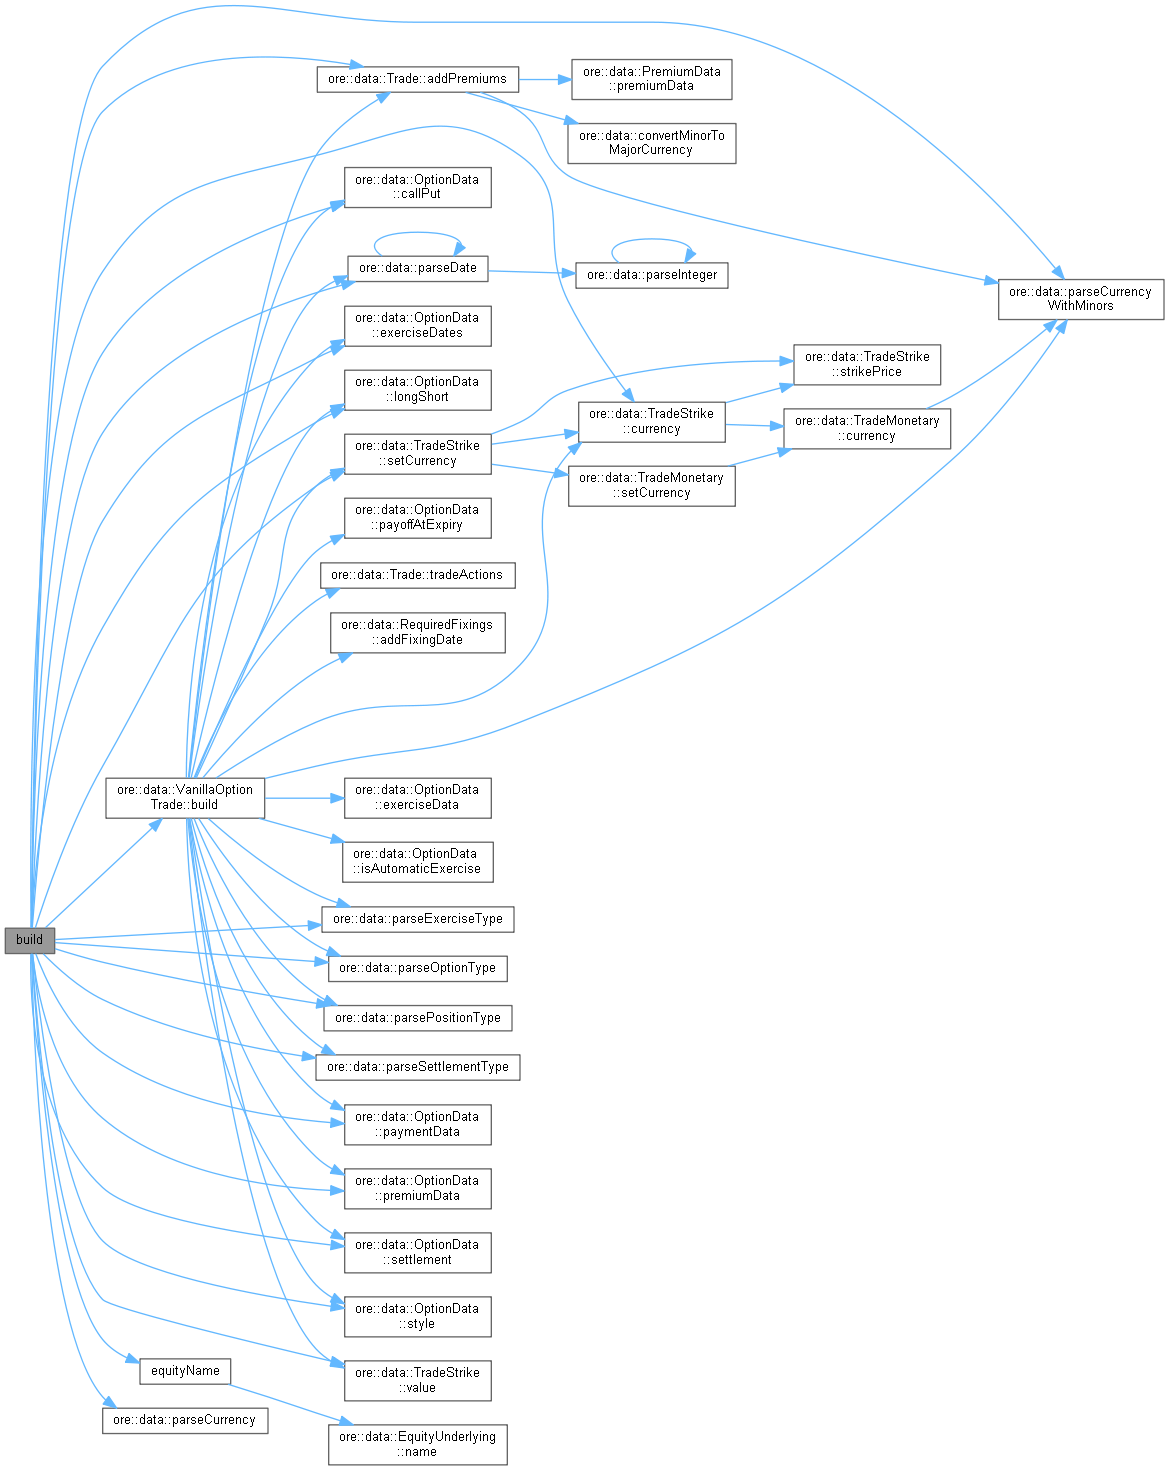 ore::data::Trade::addPremiums
ore::data::PremiumData
::premiumData
ore::data::convertMinorTo
MajorCurrency
ore::data::OptionData
::callPut
ore::data::parseDate
ore::data::parseInteger
ore::data::parseCurrency
WithMinors
ore::data::OptionData
::exerciseDates
ore::data::OptionData
::longShort
ore::data::TradeStrike
::strikePrice
ore::data::TradeStrike
::currency
ore::data::TradeMonetary
::currency
ore::data::TradeStrike
::setCurrency
ore::data::TradeMonetary
::setCurrency
ore::data::OptionData
::payoffAtExpiry
ore::data::Trade::tradeActions
ore::data::RequiredFixings
::addFixingDate
ore::data::VanillaOption
Trade::build
ore::data::OptionData
::exerciseData
ore::data::OptionData
::isAutomaticExercise
ore::data::parseExerciseType
build
ore::data::parseOptionType
ore::data::parsePositionType
ore::data::parseSettlementType
ore::data::OptionData
::paymentData
ore::data::OptionData
::premiumData
ore::data::OptionData
::settlement
ore::data::OptionData
::style
equityName
ore::data::TradeStrike
::value
ore::data::parseCurrency
ore::data::EquityUnderlying
::name